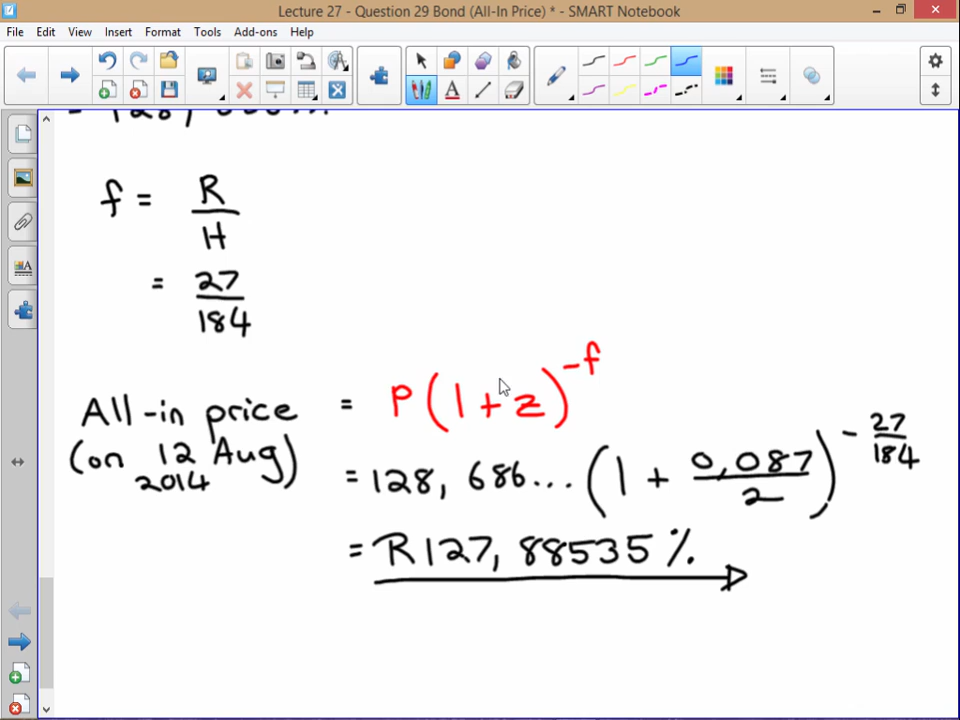 Lecture 27 - Question 29 Bond (All-In Price) * - SMART Notebook
File Edit View Insert Format Tools Add-ons Help
f = R
H
= 27
184
All-in price = P(1+z)^-f
(on 12 Aug)
2014
= 128, 686... (1 + 0,087/2)^-27/184
= R127, 88535 %